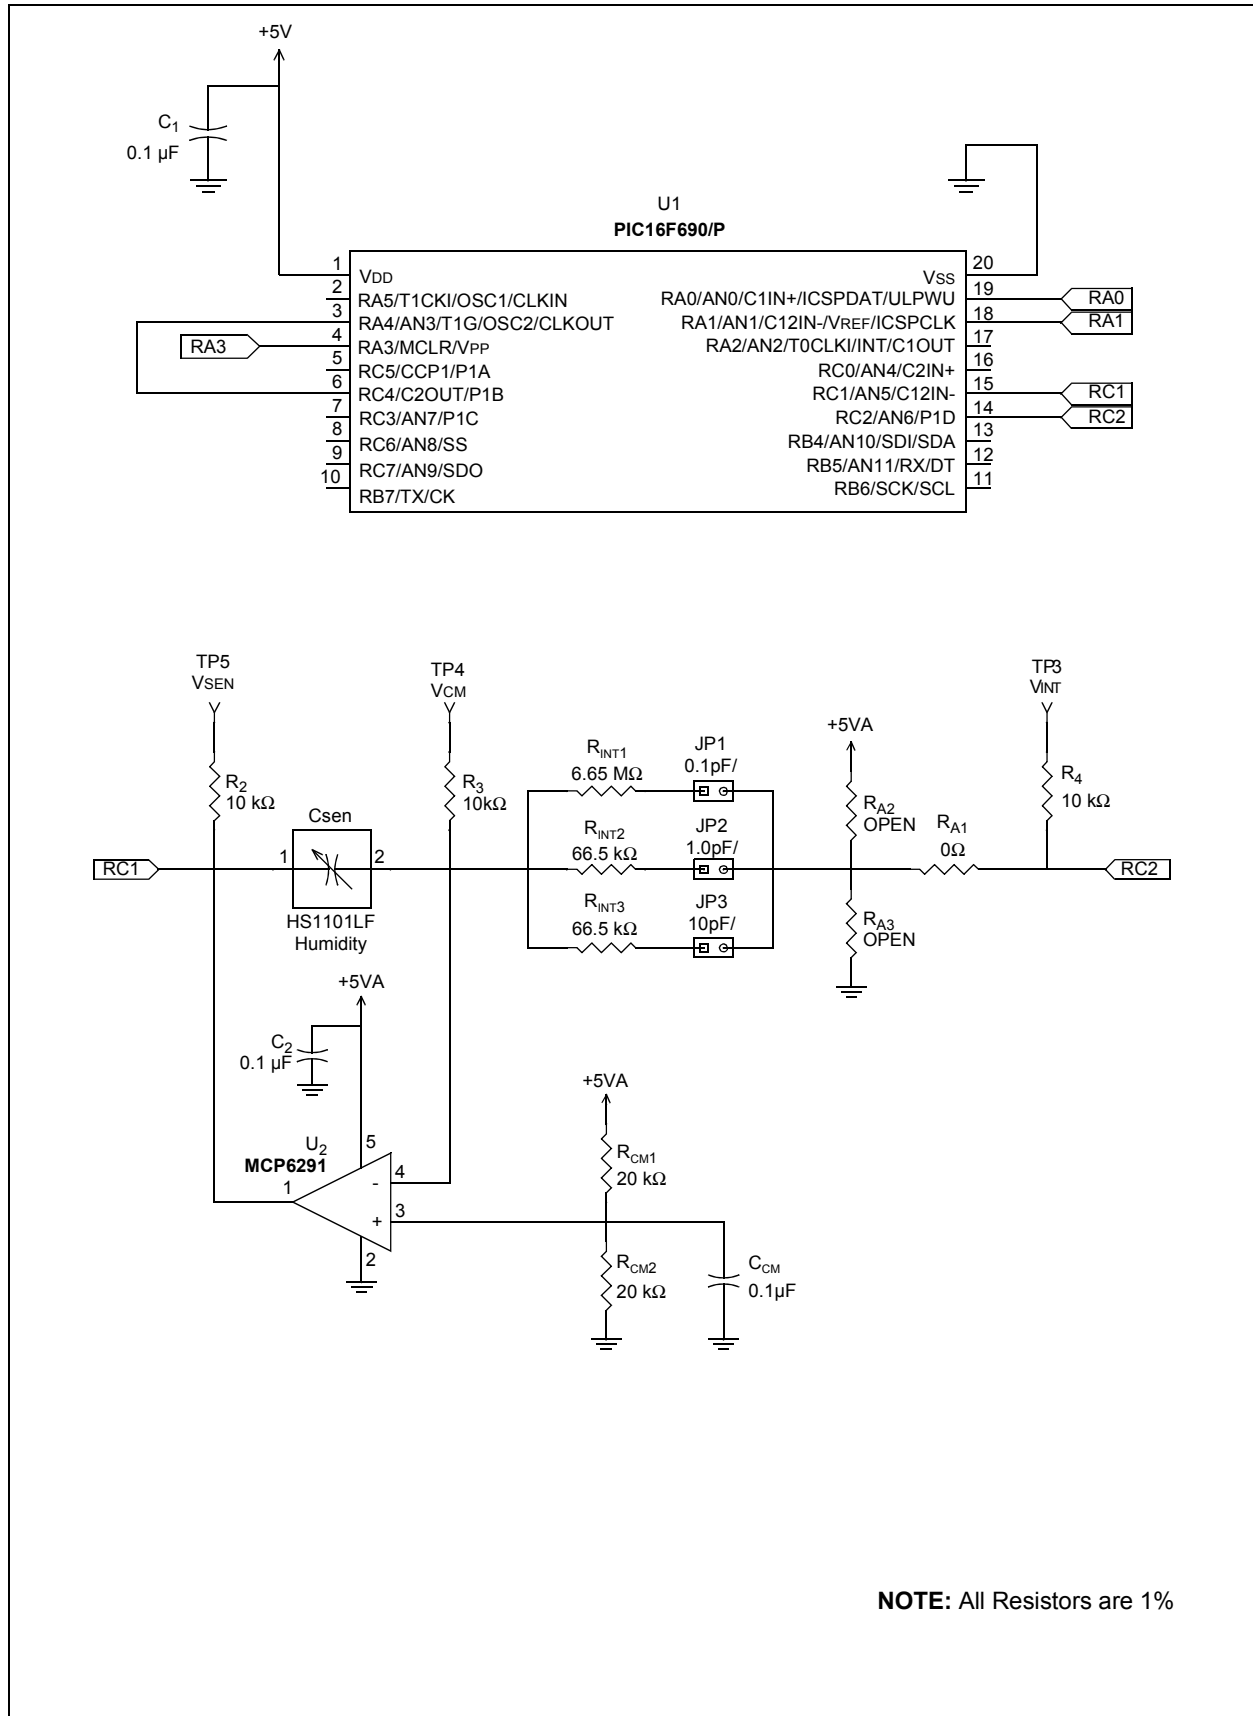 +5V
C1
0.1 µF
U1
PIC16F690/P
1 VDD
2 RA5/T1CKI/OSC1/CLKIN
3 RA4/AN3/T1G/OSC2/CLKOUT
RA3 4 RA3/MCLR/VPP
5 RC5/CCP1/P1A
6 RC4/C2OUT/P1B
7 RC3/AN7/P1C
8 RC6/AN8/SS
9 RC7/AN9/SDO
10 RB7/TX/CK
VSS 20
RA0/AN0/C1IN+/ICSPDAT/ULPWU 19 RA0
RA1/AN1/C12IN-/VREF/ICSPCLK 18 RA1
RA2/AN2/T0CLKI/INT/C1OUT 17
RC0/AN4/C2IN+ 16
RC1/AN5/C12IN- 15 RC1
RC2/AN6/P1D 14 RC2
RB4/AN10/SDI/SDA 13
RB5/AN11/RX/DT 12
RB6/SCK/SCL 11
TP5
VSEN
TP4
VCM
TP3
VINT
R2
10 kΩ
R3
10kΩ
RINT1
6.65 MΩ
JP1
0.1pF/
+5VA
R4
10 kΩ
RA2
OPEN
RA1
0Ω
Csen
1 2
RINT2
66.5 kΩ
JP2
1.0pF/
RC1
RC2
HS1101LF
Humidity
RINT3
66.5 kΩ
JP3
10pF/
RA3
OPEN
+5VA
C2
0.1 µF
U2
MCP6291
1
5
- 4
+ 3
2
+5VA
RCM1
20 kΩ
RCM2
20 kΩ
CCM
0.1µF
NOTE: All Resistors are 1%